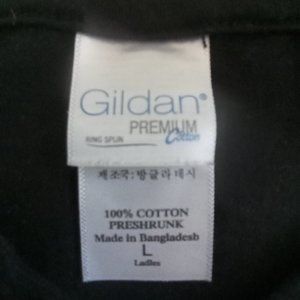 Gildan®
PREMIUM
RING SPUN Cotton
제조국:방글라데시
100% COTTON
PRESHRUNK
Made in Bangladesh
L
Ladies